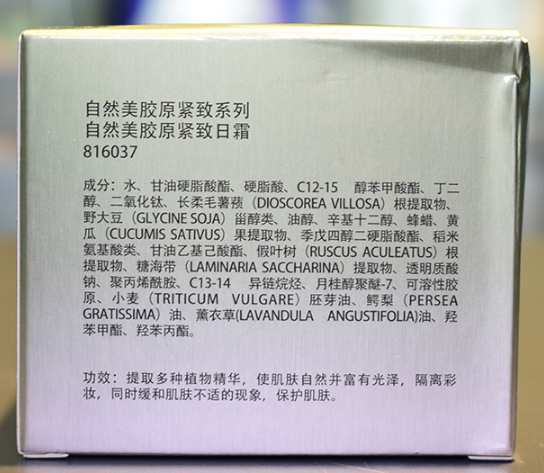 自然美胶原紧致系列
自然美胶原紧致日霜
816037
成分：水、甘油硬脂酸酯、硬脂酸、C12-15 醇苯甲酸酯、丁二
醇、二氧化钛、长柔毛薯蓣（DIOSCOREA VILLOSA）根提取物、
野大豆（GLYCINE SOJA）甾醇类、油醇、辛基十二醇、蜂蜡、黄
瓜（CUCUMIS SATIVUS）果提取物、季戊四醇二硬脂酸酯、稻米
氨基酸类、甘油乙基己酸酯、假叶树（RUSCUS ACULEATUS）根
提取物、糖海带（LAMINARIA SACCHARINA）提取物、透明质酸
钠、聚丙烯酰胺、C13-14 异链烷烃、月桂醇聚醚-7、可溶性胶
原、小麦（TRITICUM VULGARE）胚芽油、鳄梨（PERSEA
GRATISSIMA）油、薰衣草(LAVANDULA ANGUSTIFOLIA)油、羟
苯甲酯、羟苯丙酯。
功效：提取多种植物精华，使肌肤自然并富有光泽，隔离彩
妆，同时缓和肌肤不适的现象，保护肌肤。